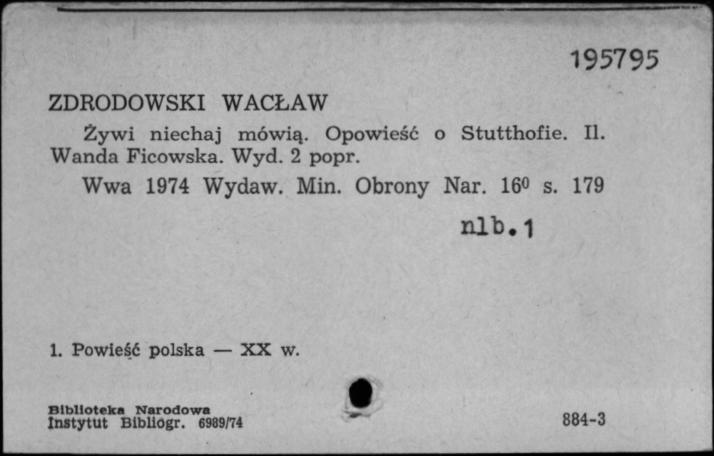 195795
ZDRODOWSKI WACŁAW
Żywi niechaj mówią. Opowieść o Stutthofie. Il.
Wanda Ficowska. Wyd. 2 popr.
Wwa 1974 Wydaw. Min. Obrony Nar. 16⁰ s. 179
nlb.1
1. Powieść polska — XX w.
Biblioteka Narodowa
Instytut Bibliogr. 6989/74
884-3